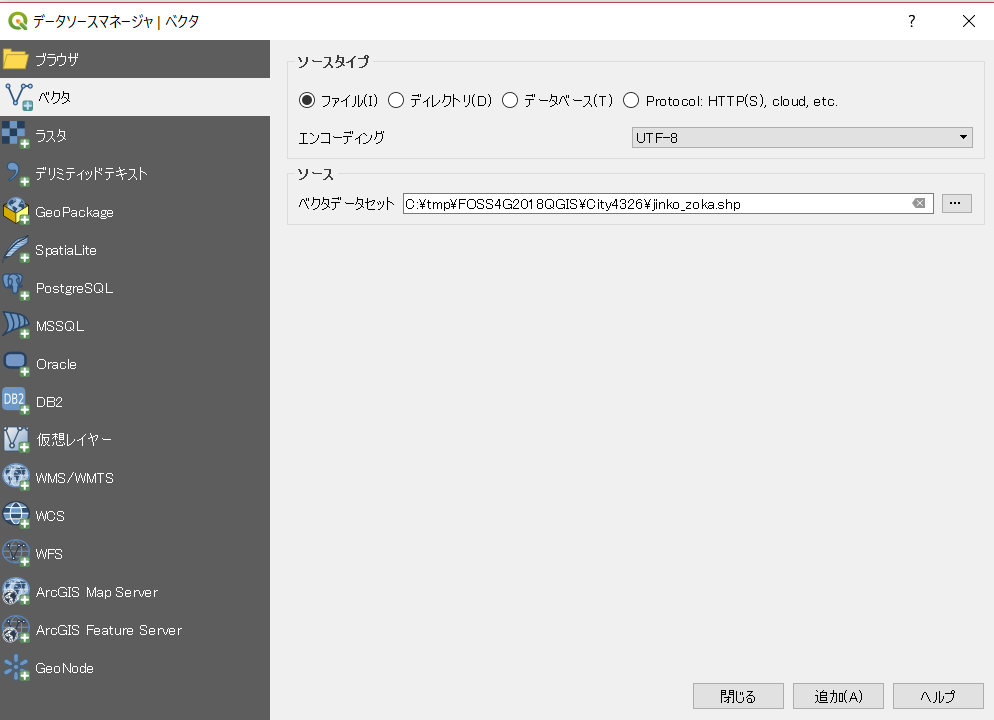 データソースマネージャ | ベクタ
ブラウザ
ベクタ
ラスタ
デリミティッドテキスト
GeoPackage
SpatiaLite
PostgreSQL
MSSQL
Oracle
DB2
DB2
仮想レイヤー
WMS/WMTS
WCS
WFS
ArcGIS Map Server
ArcGIS Feature Server
GeoNode
ソースタイプ
ファイル(I) ディレクトリ(D) データベース(T) Protocol: HTTP(S), cloud, etc.
エンコーディング UTF-8
ソース
ベクタデータセット C:¥tmp¥FOSS4G2018QGIS¥City4326¥jinko_zoka.shp ...
閉じる 追加(A) ヘルプ